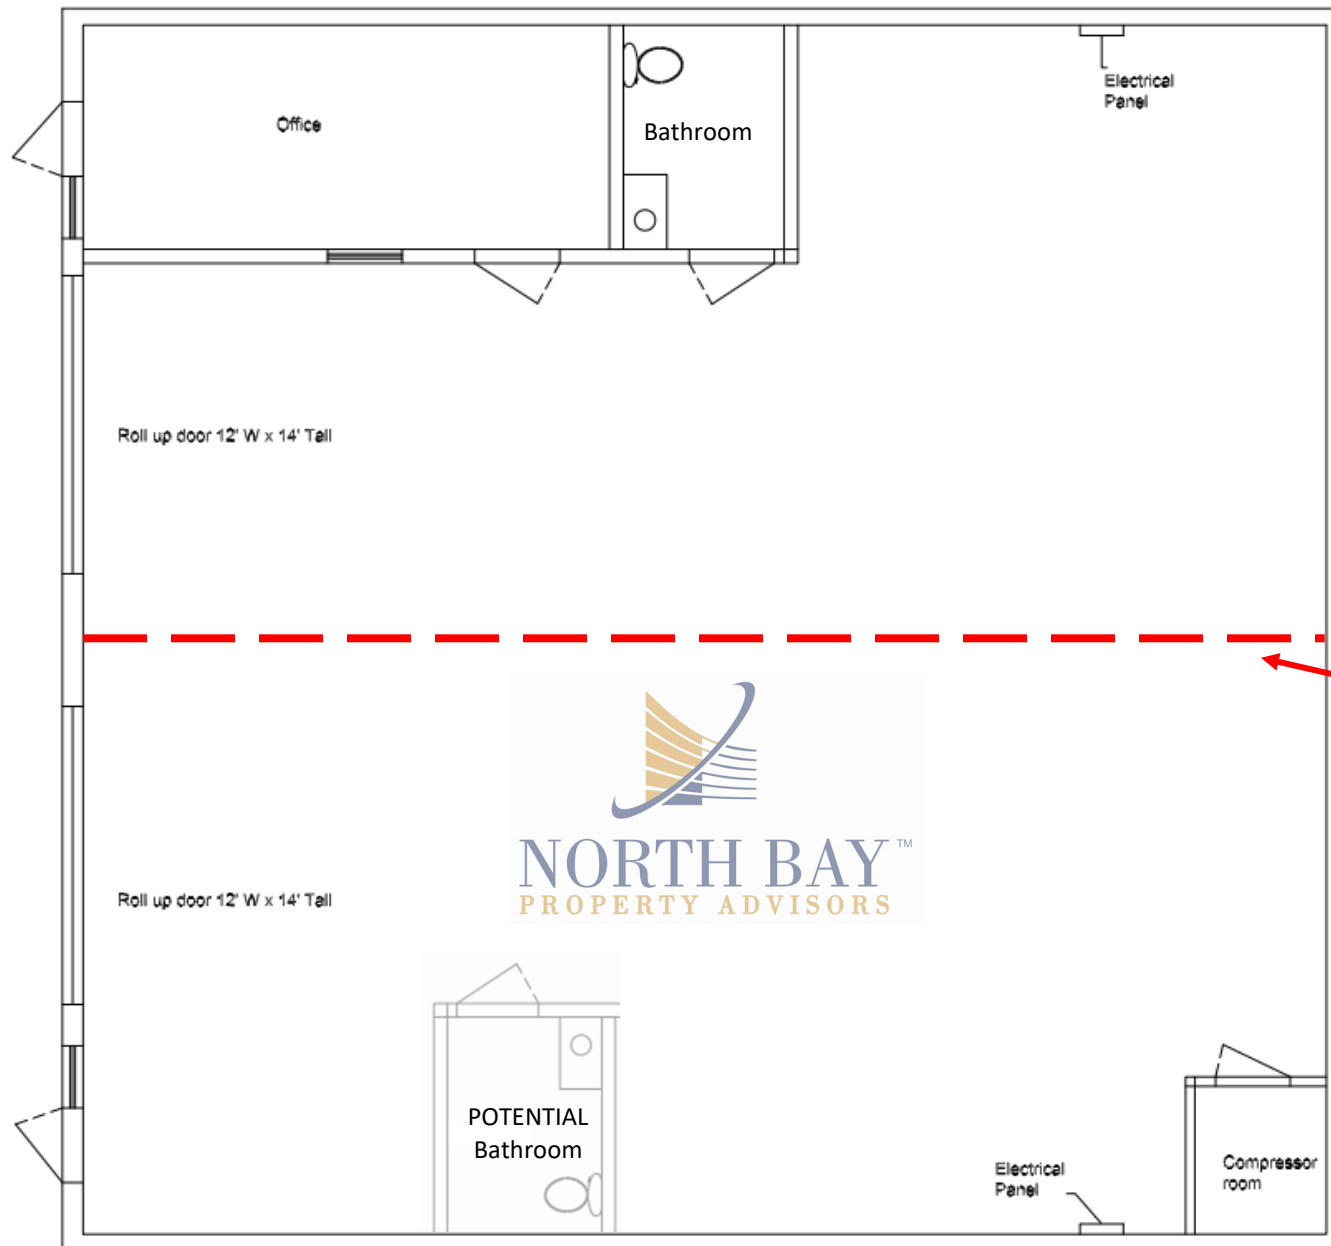 Electrical
Panel
Office
Bathroom
Roll up door 12' W x 14' Tall
NORTH BAY™
PROPERTY ADVISORS
Roll up door 12' W x 14' Tall
POTENTIAL
Bathroom
Electrical
Panel
Compressor
room